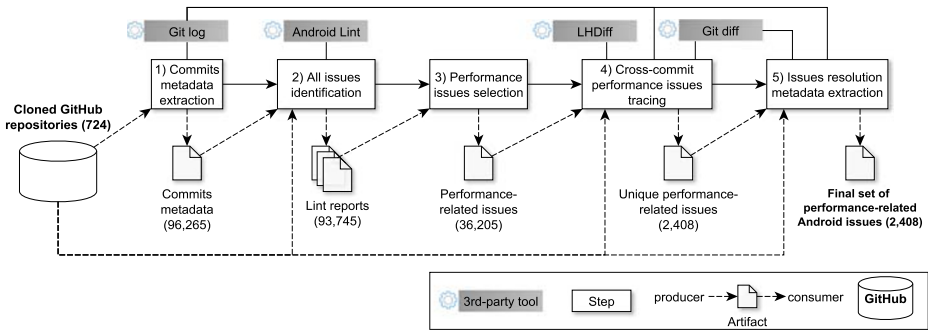 Git log
Android Lint
LHDiff
Git diff
1) Commits
metadata
extraction
2) All issues
identification
3) Performance
issues selection
4) Cross-commit
performance issues
tracing
5) Issues resolution
metadata extraction
Cloned GitHub
repositories (724)
Commits
metadata
(96,265)
Lint reports
(93,745)
Performance-
related issues
(36,205)
Unique performance-
related issues
(2,408)
Final set of
performance-related
Android issues (2,408)
3rd-party tool
Step
producer
consumer
Artifact
GitHub